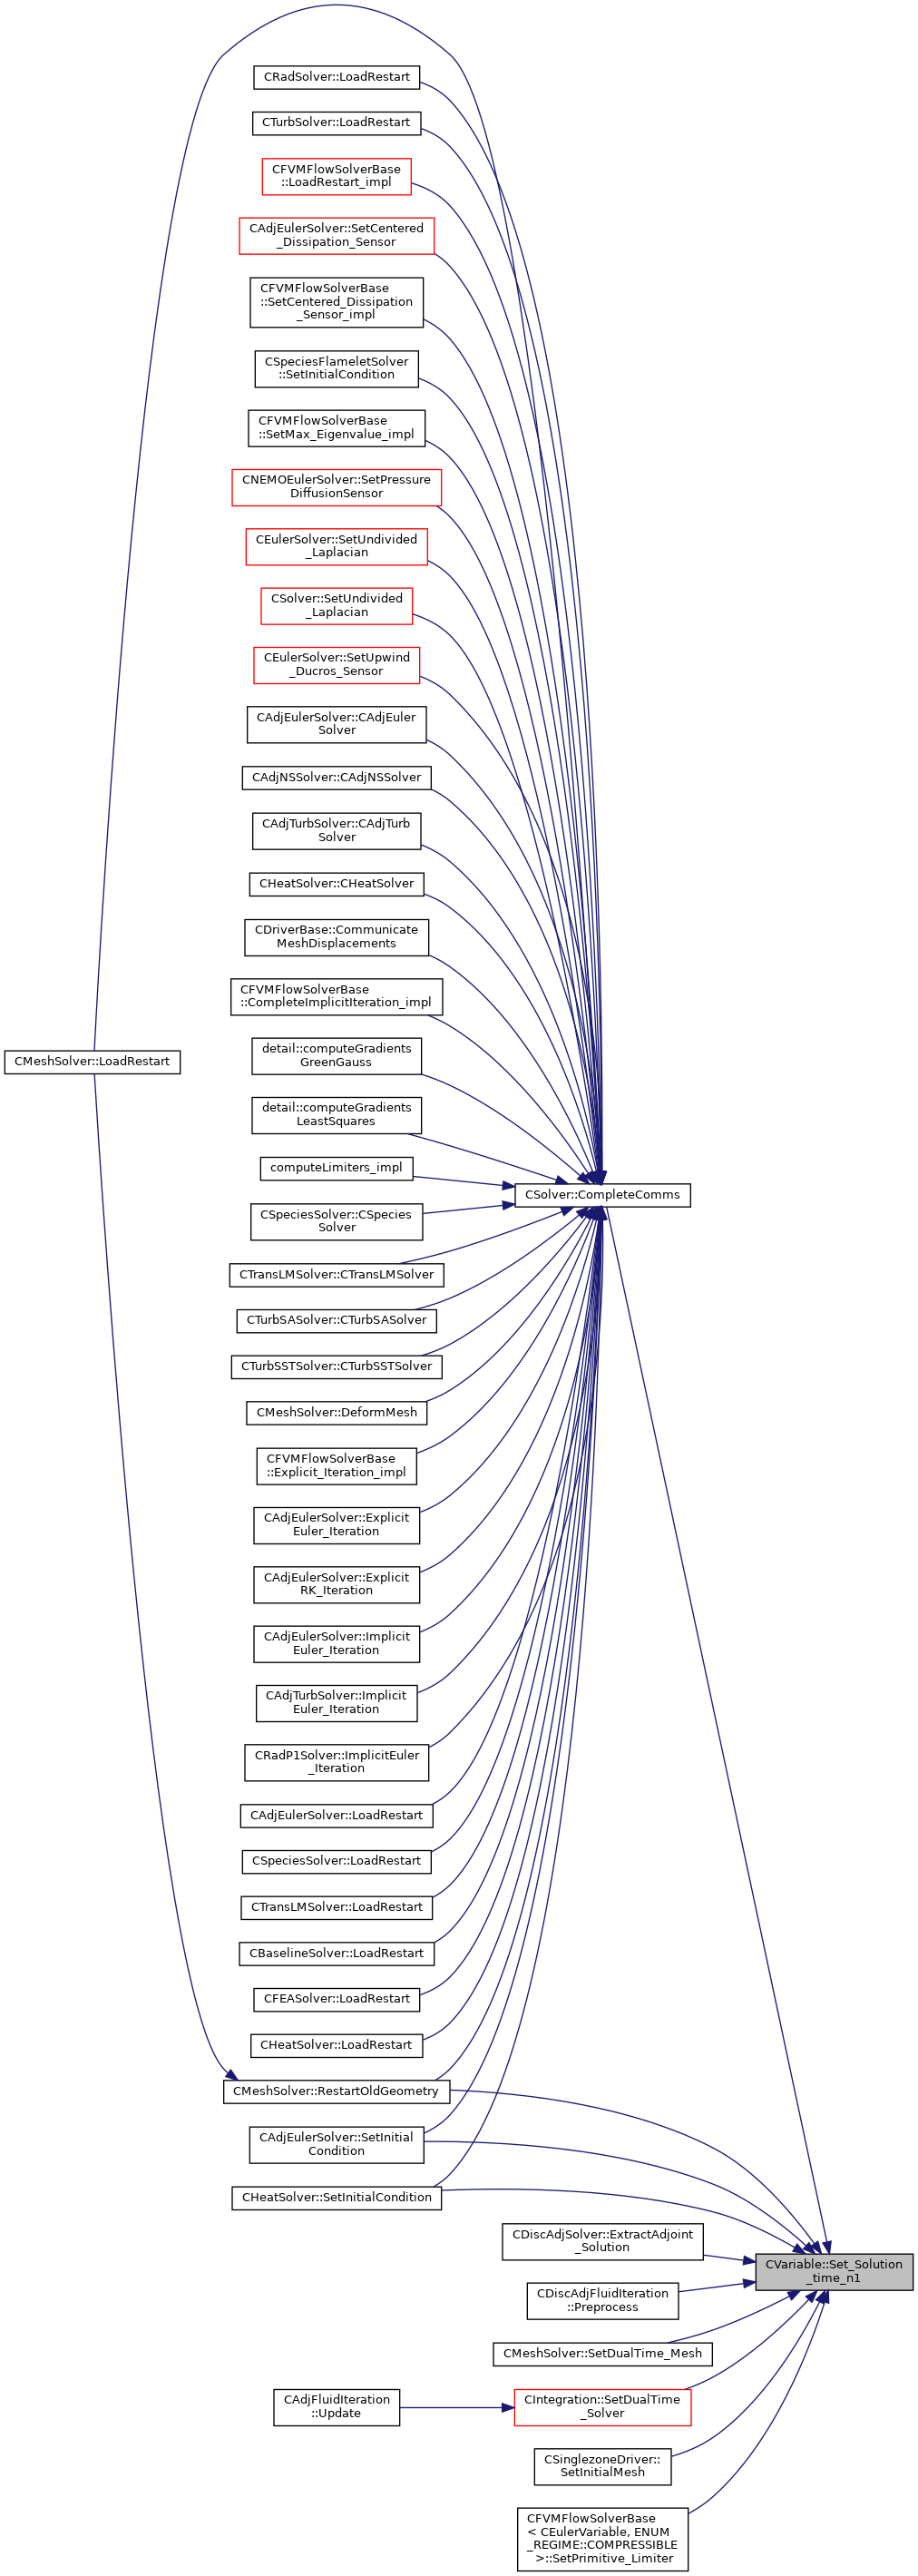 CRadSolver::LoadRestart
CTurbSolver::LoadRestart
CFVMFlowSolverBase
::LoadRestart_impl
CAdjEulerSolver::SetCentered
_Dissipation_Sensor
CFVMFlowSolverBase
::SetCentered_Dissipation
_Sensor_impl
CSpeciesFlameletSolver
::SetInitialCondition
CFVMFlowSolverBase
::SetMax_Eigenvalue_impl
CNEMOEulerSolver::SetPressure
DiffusionSensor
CEulerSolver::SetUndivided
_Laplacian
CSolver::SetUndivided
_Laplacian
CEulerSolver::SetUpwind
_Ducros_Sensor
CAdjEulerSolver::CAdjEuler
Solver
CAdjNSSolver::CAdjNSSolver
CAdjTurbSolver::CAdjTurb
Solver
CHeatSolver::CHeatSolver
CDriverBase::Communicate
MeshDisplacements
CFVMFlowSolverBase
::CompleteImplicitIteration_impl
detail::computeGradients
GreenGauss
CMeshSolver::LoadRestart
detail::computeGradients
LeastSquares
computeLimiters_impl
CSolver::CompleteComms
CSpeciesSolver::CSpecies
Solver
CTransLMSolver::CTransLMSolver
CTurbSASolver::CTurbSASolver
CTurbSSTSolver::CTurbSSTSolver
CMeshSolver::DeformMesh
CFVMFlowSolverBase
::Explicit_Iteration_impl
CAdjEulerSolver::Explicit
Euler_Iteration
CAdjEulerSolver::Explicit
RK_Iteration
CAdjEulerSolver::Implicit
Euler_Iteration
CAdjTurbSolver::Implicit
Euler_Iteration
CRadP1Solver::ImplicitEuler
_Iteration
CAdjEulerSolver::LoadRestart
CSpeciesSolver::LoadRestart
CTransLMSolver::LoadRestart
CBaselineSolver::LoadRestart
CFEASolver::LoadRestart
CHeatSolver::LoadRestart
CMeshSolver::RestartOldGeometry
CAdjEulerSolver::SetInitial
Condition
CHeatSolver::SetInitialCondition
CDiscAdjSolver::ExtractAdjoint
_Solution
CVariable::Set_Solution
_time_n1
CDiscAdjFluidIteration
::Preprocess
CMeshSolver::SetDualTime_Mesh
CAdjFluidIteration
::Update
CIntegration::SetDualTime
_Solver
CSinglezoneDriver::
SetInitialMesh
CFVMFlowSolverBase
< CEulerVariable, ENUM
_REGIME::COMPRESSIBLE
>::SetPrimitive_Limiter